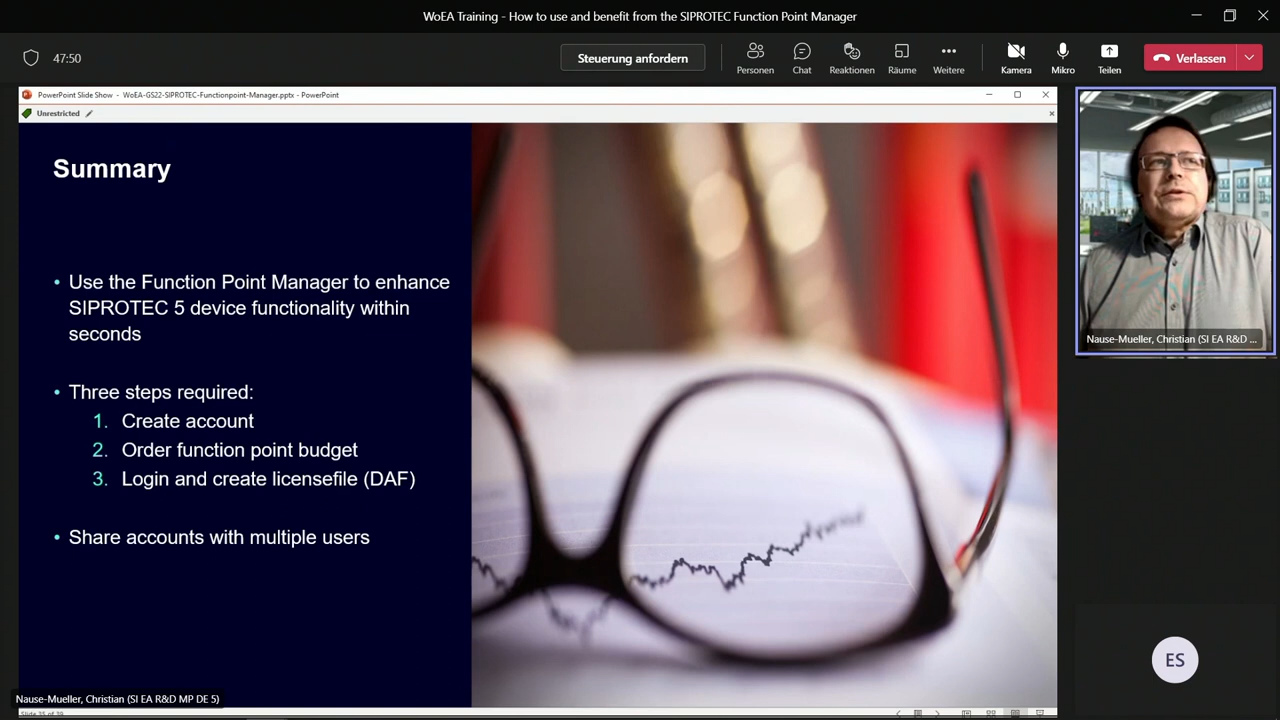 WoEA Training - How to use and benefit from the SIPROTEC Function Point Manager
47:50
Steuerung anfordern
Personen
Chat
Reaktionen
Räume
Weitere
Kamera
Mikro
Teilen
Verlassen
PowerPoint Slide Show - WoEA-GS22-SIPROTEC-Functionpoint-Manager.pptx - PowerPoint
Unrestricted
Summary
• Use the Function Point Manager to enhance
SIPROTEC 5 device functionality within
seconds
• Three steps required:
1. Create account
2. Order function point budget
3. Login and create licensefile (DAF)
• Share accounts with multiple users
Nause-Mueller, Christian (SI EA R&D ...
ES
Nause-Mueller, Christian (SI EA R&D MP DE 5)
Slide 35 of 39